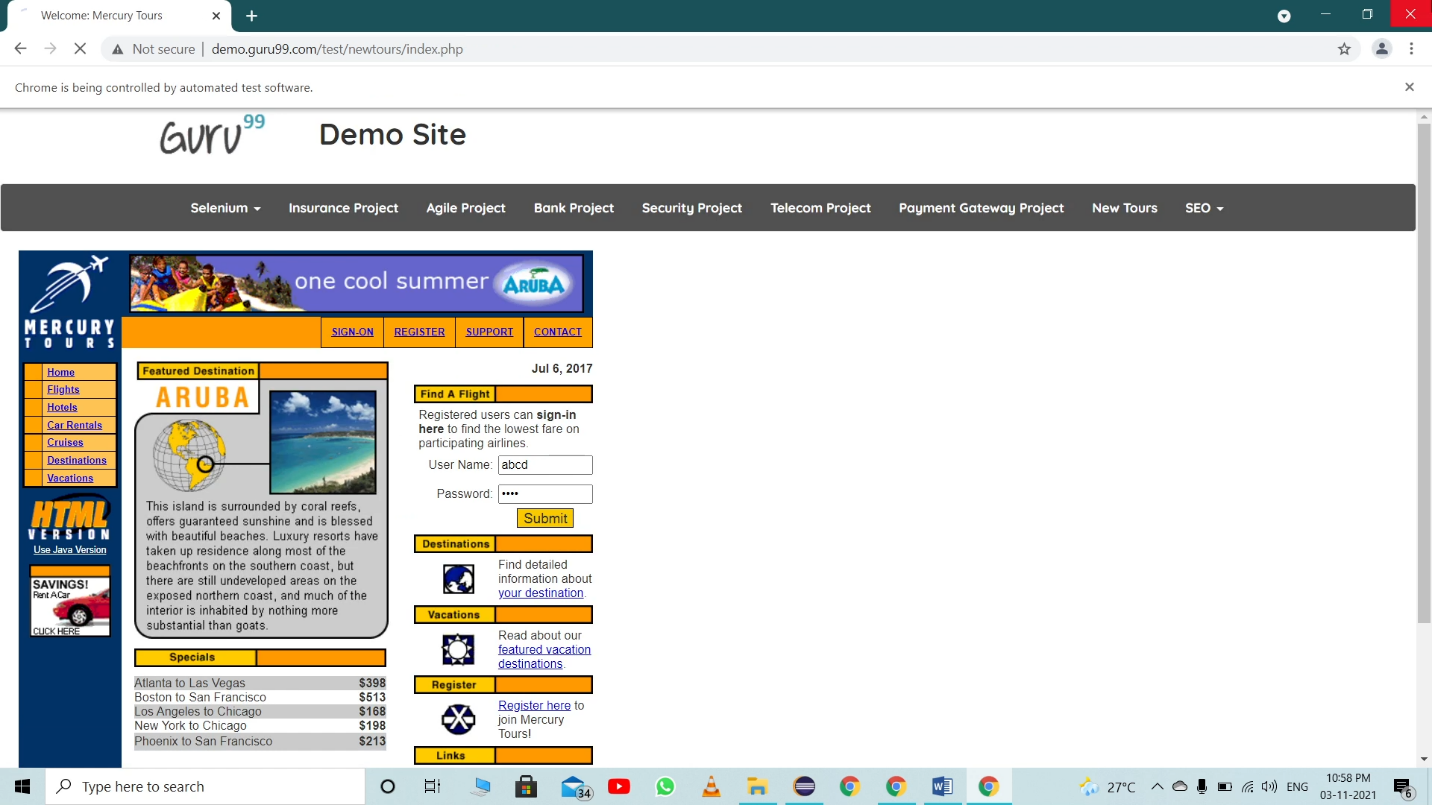 Welcome: Mercury Tours
Not secure | demo.guru99.com/test/newtours/index.php
Chrome is being controlled by automated test software.
Guru99 Demo Site
Selenium Insurance Project Agile Project Bank Project Security Project Telecom Project Payment Gateway Project New Tours SEO
one cool summer ARUBA
MERCURY
TOURS
SIGN-ON REGISTER SUPPORT CONTACT
Home
Flights
Hotels
Car Rentals
Cruises
Destinations
Vacations
HTML
VERSION
Use Java Version
SAVINGS!
Rent A Car
CLICK HERE
Featured Destination
ARUBA
This island is surrounded by coral reefs,
offers guaranteed sunshine and is blessed
with beautiful beaches. Luxury resorts have
taken up residence along most of the
beachfronts on the southern coast, but
there are still undeveloped areas on the
exposed northern coast, and much of the
interior is inhabited by nothing more
substantial than goats.
Specials
Atlanta to Las Vegas $398
Boston to San Francisco $513
Los Angeles to Chicago $168
New York to Chicago $198
Phoenix to San Francisco $213
Jul 6, 2017
Find A Flight
Registered users can sign-in
here to find the lowest fare on
participating airlines.
User Name: abcd
Password: ••••
Submit
Destinations
Find detailed
information about
your destination.
Vacations
Read about our
featured vacation
destinations.
Register
Register here to
join Mercury
Tours!
Links
Type here to search
34
27°C
ENG
10:58 PM
03-11-2021
6